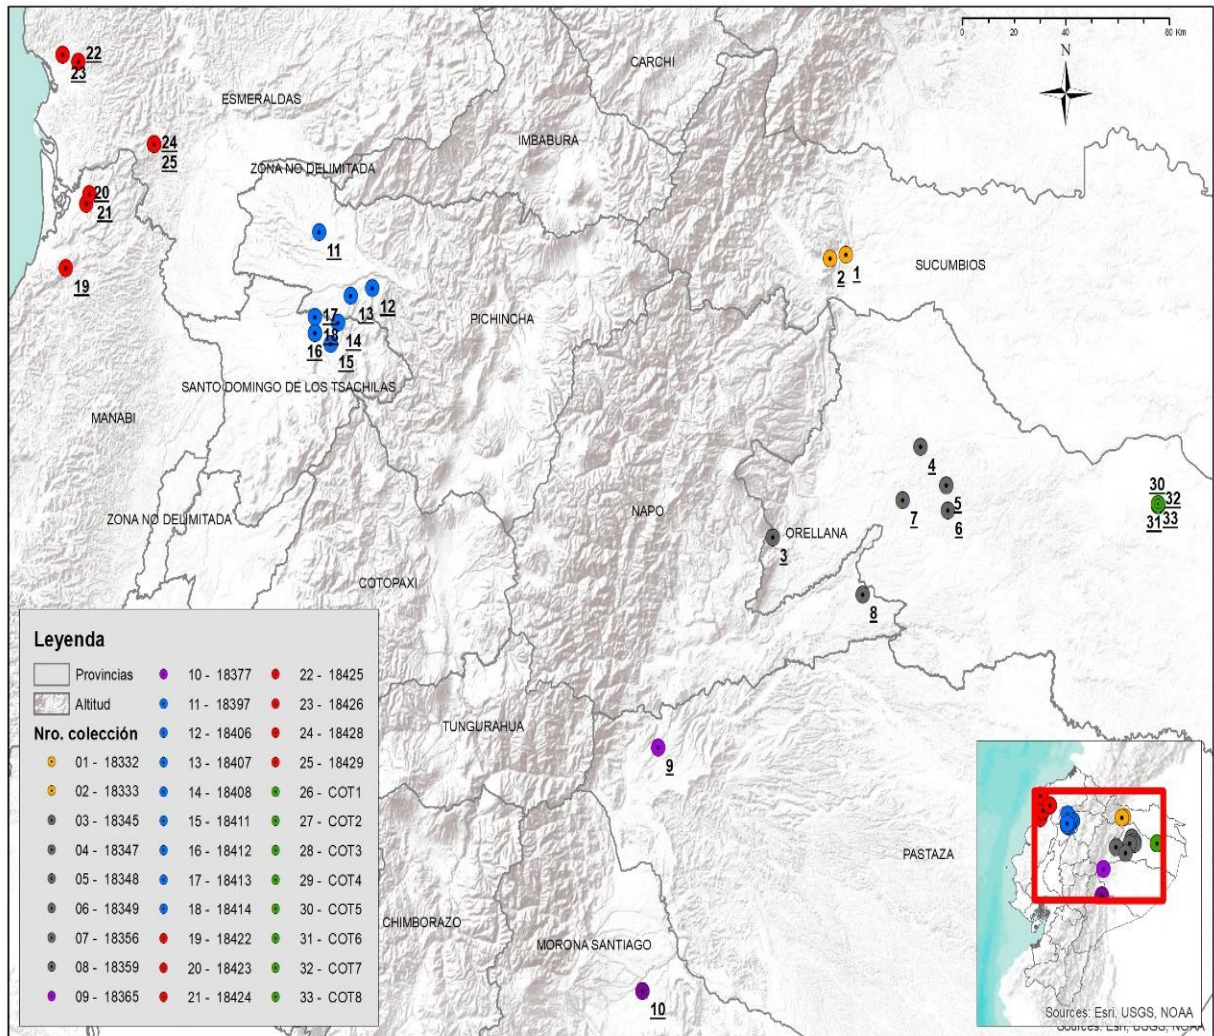 0 20 40 80 Km
N
CARCHI
ESMERALDAS
IMBABURA
ZONA NO DELIMITADA
SUCUMBIOS
PICHINCHA
SANTO DOMINGO DE LOS TSACHILAS
MANABI
ZONA NO DELIMITADA
NAPO
ORELLANA
COTOPAXI
TUNGURAHUA
PASTAZA
CHIMBORAZO
MORONA SANTIAGO
22
23
24
25
20
21
19
11
12
13
17
18
14
16
15
2
1
4
5
7
6
3
8
30
32
31
33
9
10
Leyenda
Provincias
Altitud
Nro. colección
01 - 18332
02 - 18333
03 - 18345
04 - 18347
05 - 18348
06 - 18349
07 - 18356
08 - 18359
09 - 18365
10 - 18377
11 - 18397
12 - 18406
13 - 18407
14 - 18408
15 - 18411
16 - 18412
17 - 18413
18 - 18414
19 - 18422
20 - 18423
21 - 18424
22 - 18425
23 - 18426
24 - 18428
25 - 18429
26 - COT1
27 - COT2
28 - COT3
29 - COT4
30 - COT5
31 - COT6
32 - COT7
33 - COT8
Sources: Esri, USGS, NOAA
Sources: Esri, USGS, NOAA